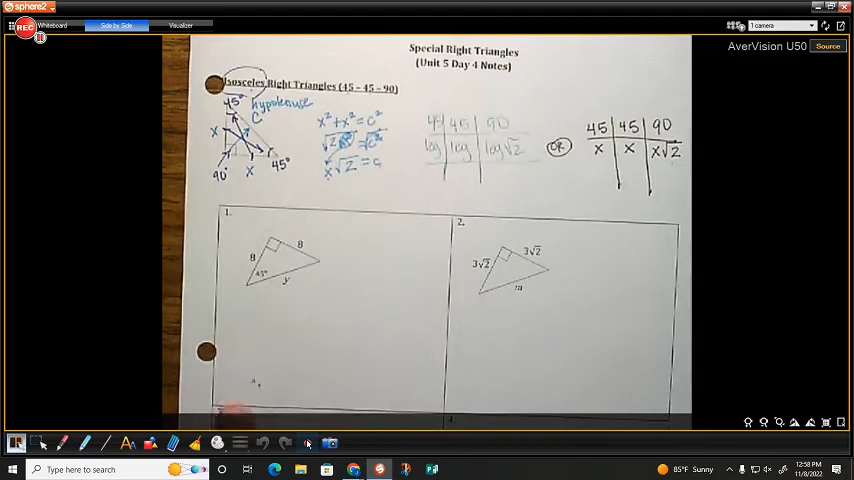 sphere2
REC
Whiteboard
Side by Side
Visualizer
1 camera
AverVision U50
Source
Special Right Triangles
(Unit 5 Day 4 Notes)
Isosceles Right Triangles (45 – 45 – 90)
45°
hypotenuse
C
x
90°
x
45°
x² + x² = c²
x√2 = c
45 | 45 | 90
leg | leg | leg√2
OR
45 | 45 | 90
x | x | x√2
1.
8
8
45°
y
2.
3√2
3√2
m
Type here to search
85°F Sunny
12:58 PM
11/8/2022